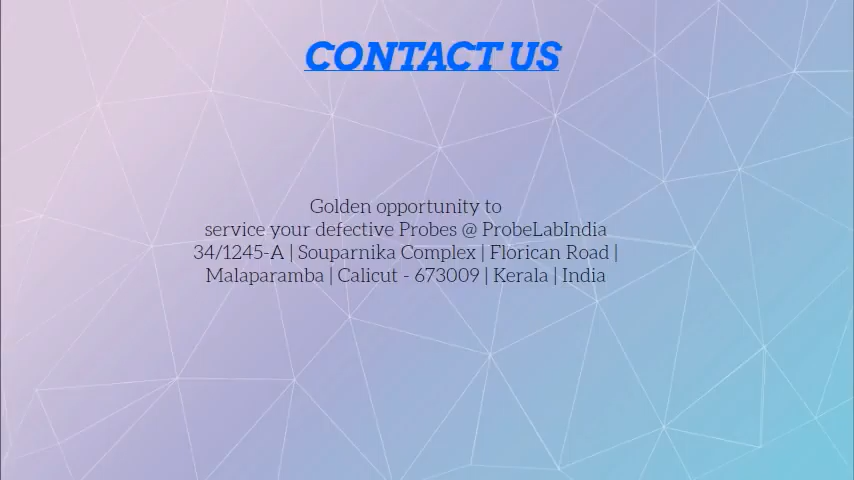 CONTACT US
Golden opportunity to
service your defective Probes @ ProbeLabIndia
34/1245-A | Souparnika Complex | Florican Road |
Malaparamba | Calicut - 673009 | Kerala | India